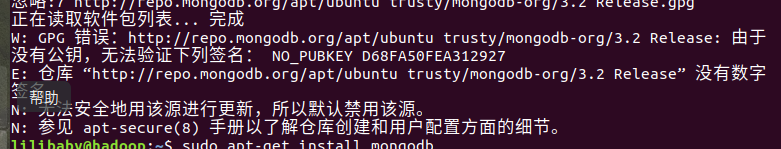 忽略:7 http://repo.mongodb.org/apt/ubuntu trusty/mongodb-org/3.2 Release.gpg
正在读取软件包列表... 完成
W: GPG 错误：http://repo.mongodb.org/apt/ubuntu trusty/mongodb-org/3.2 Release: 由于
没有公钥，无法验证下列签名： NO_PUBKEY D68FA50FEA312927
E: 仓库 “http://repo.mongodb.org/apt/ubuntu trusty/mongodb-org/3.2 Release” 没有数字
签名
帮助
N: 无法安全地用该源进行更新，所以默认禁用该源。
N: 参见 apt-secure(8) 手册以了解仓库创建和用户配置方面的细节。
lilibaby@hadoop:~$ sudo apt-get install mongodb